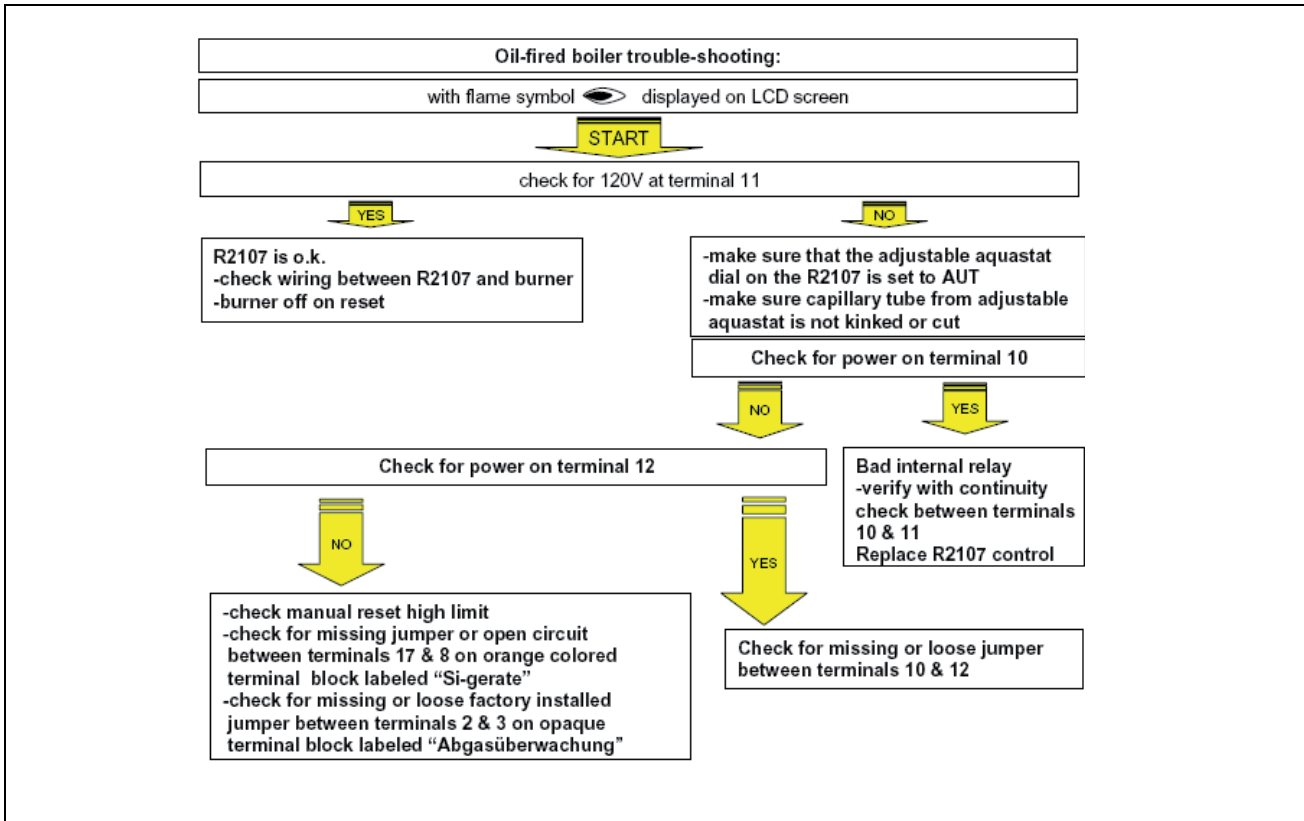 Oil-fired boiler trouble-shooting:
with flame symbol displayed on LCD screen
START
check for 120V at terminal 11
YES
NO
R2107 is o.k.
-check wiring between R2107 and burner
-burner off on reset
-make sure that the adjustable aquastat
dial on the R2107 is set to AUT
-make sure capillary tube from adjustable
aquastat is not kinked or cut
Check for power on terminal 10
NO
YES
Check for power on terminal 12
Bad internal relay
-verify with continuity
check between terminals
10 & 11
Replace R2107 control
NO
YES
-check manual reset high limit
-check for missing jumper or open circuit
between terminals 17 & 8 on orange colored
terminal block labeled “Si-gerate”
-check for missing or loose factory installed
jumper between terminals 2 & 3 on opaque
terminal block labeled “Abgasüberwachung”
Check for missing or loose jumper
between terminals 10 & 12